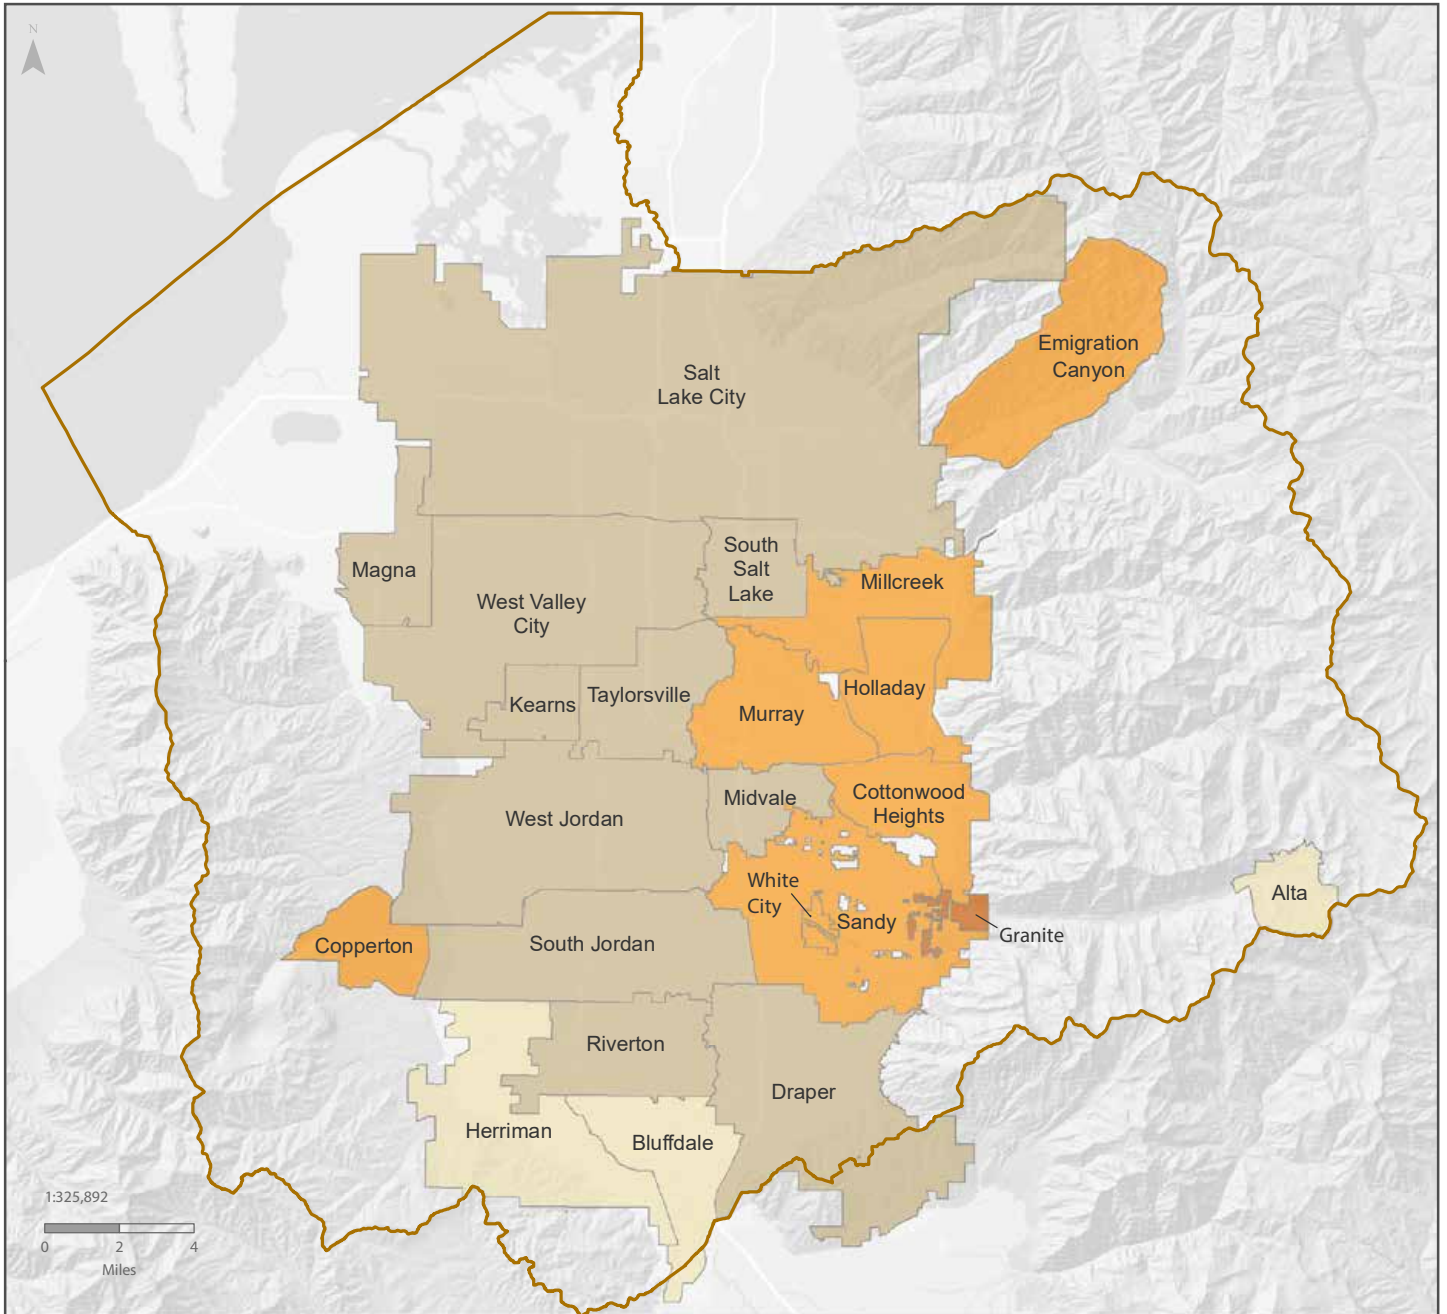 N
Emigration
Canyon
Salt
Lake City
South
Salt
Lake
Magna
Millcreek
West Valley
City
Kearns
Taylorsville
Holladay
Murray
Midvale
Cottonwood
Heights
West Jordan
White
City
Alta
Sandy
Granite
Copperton
South Jordan
Riverton
Draper
Herriman
Bluffdale
1:325,892
0 2 4
Miles